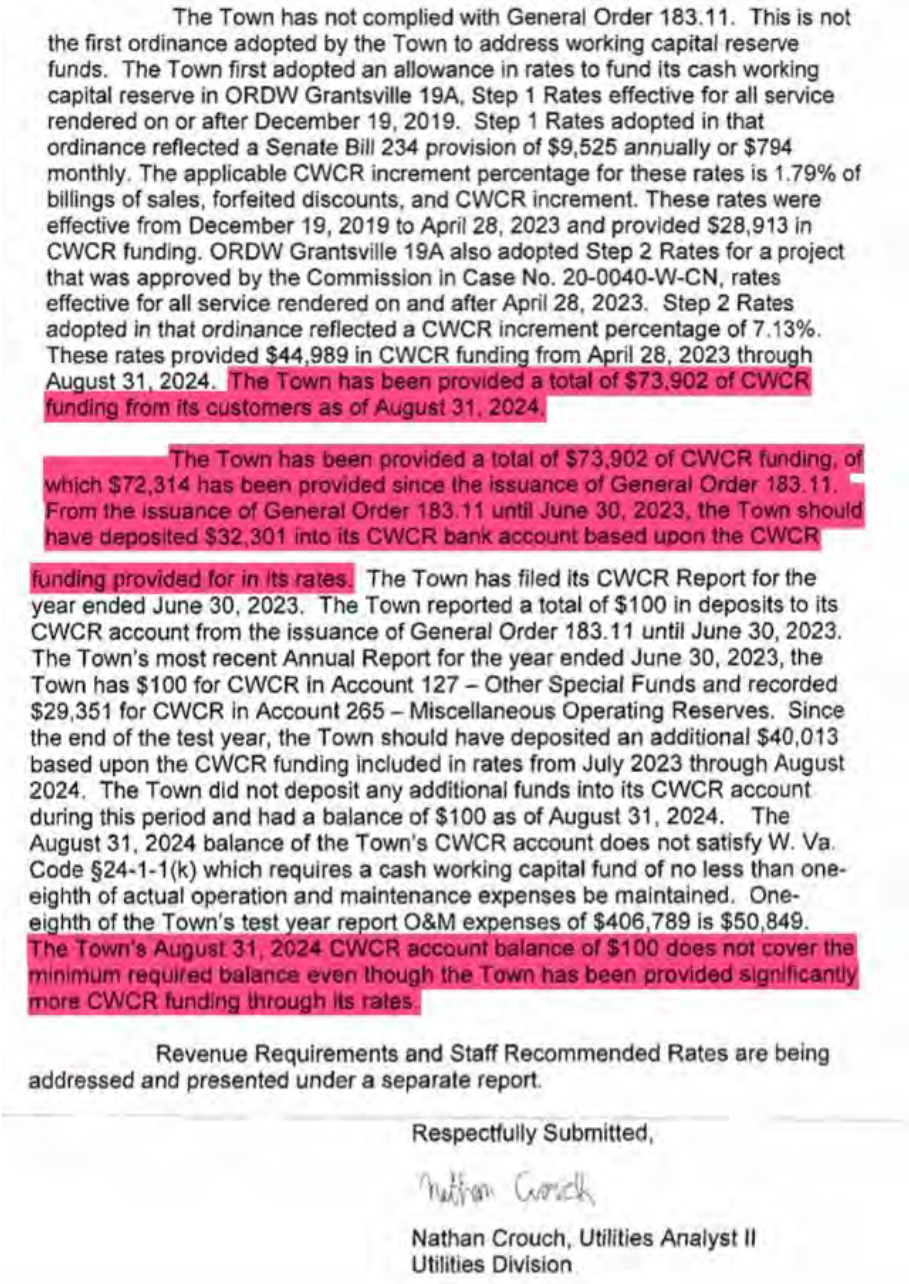 The Town has not complied with General Order 183.11. This is not
the first ordinance adopted by the Town to address working capital reserve
funds. The Town first adopted an allowance in rates to fund its cash working
capital reserve in ORDW Grantsville 19A, Step 1 Rates effective for all service
rendered on or after December 19, 2019. Step 1 Rates adopted in that
ordinance reflected a Senate Bill 234 provision of $9,525 annually or $794
monthly. The applicable CWCR increment percentage for these rates is 1.79% of
billings of sales, forfeited discounts, and CWCR increment. These rates were
effective from December 19, 2019 to April 28, 2023 and provided $28,913 in
CWCR funding. ORDW Grantsville 19A also adopted Step 2 Rates for a project
that was approved by the Commission in Case No. 20-0040-W-CN, rates
effective for all service rendered on and after April 28, 2023. Step 2 Rates
adopted in that ordinance reflected a CWCR increment percentage of 7.13%.
These rates provided $44,989 in CWCR funding from April 28, 2023 through
August 31, 2024. The Town has been provided a total of $73,902 of CWCR
funding from its customers as of August 31, 2024.
The Town has been provided a total of $73,902 of CWCR funding, of
which $72,314 has been provided since the issuance of General Order 183.11.
From the issuance of General Order 183.11 until June 30, 2023, the Town should
have deposited $32,301 into its CWCR bank account based upon the CWCR
funding provided for in its rates. The Town has filed its CWCR Report for the
year ended June 30, 2023. The Town reported a total of $100 in deposits to its
CWCR account from the issuance of General Order 183.11 until June 30, 2023.
The Town's most recent Annual Report for the year ended June 30, 2023, the
Town has $100 for CWCR in Account 127 – Other Special Funds and recorded
$29,351 for CWCR in Account 265 – Miscellaneous Operating Reserves. Since
the end of the test year, the Town should have deposited an additional $40,013
based upon the CWCR funding included in rates from July 2023 through August
2024. The Town did not deposit any additional funds into its CWCR account
during this period and had a balance of $100 as of August 31, 2024. The
August 31, 2024 balance of the Town's CWCR account does not satisfy W. Va.
Code §24-1-1(k) which requires a cash working capital fund of no less than one-
eighth of actual operation and maintenance expenses be maintained. One-
eighth of the Town's test year report O&M expenses of $406,789 is $50,849.
The Town's August 31, 2024 CWCR account balance of $100 does not cover the
minimum required balance even though the Town has been provided significantly
more CWCR funding through its rates.
Revenue Requirements and Staff Recommended Rates are being
addressed and presented under a separate report.
Respectfully Submitted,
Nathan Crouch
Nathan Crouch, Utilities Analyst II
Utilities Division